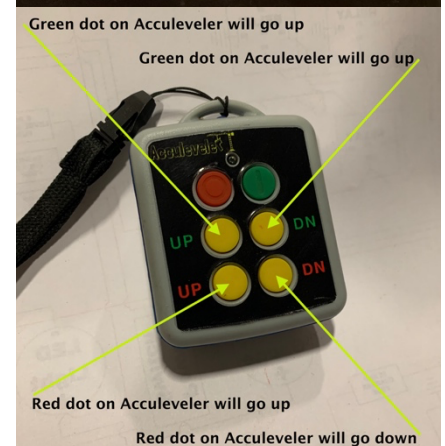 Green dot on Acculeveler will go up
Green dot on Acculeveler will go up
Acculeveler
UP
DN
UP
DN
Red dot on Acculeveler will go up
Red dot on Acculeveler will go down